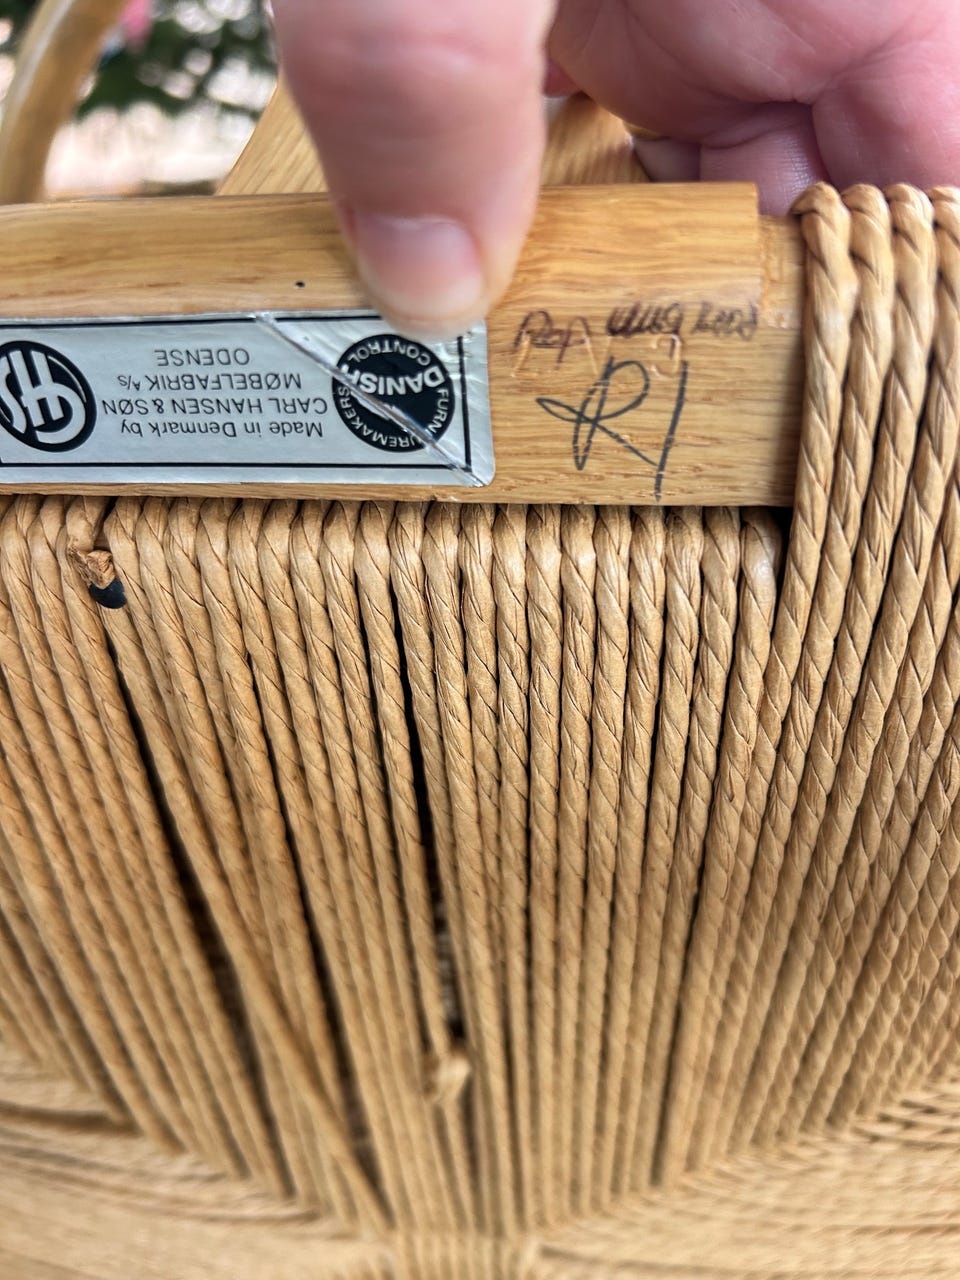 Made in Denmark by
CARL HANSEN & SØN
MØBELFABRIK A/S
ODENSE
DANISH
FURNITUREMAKERS
CONTROL